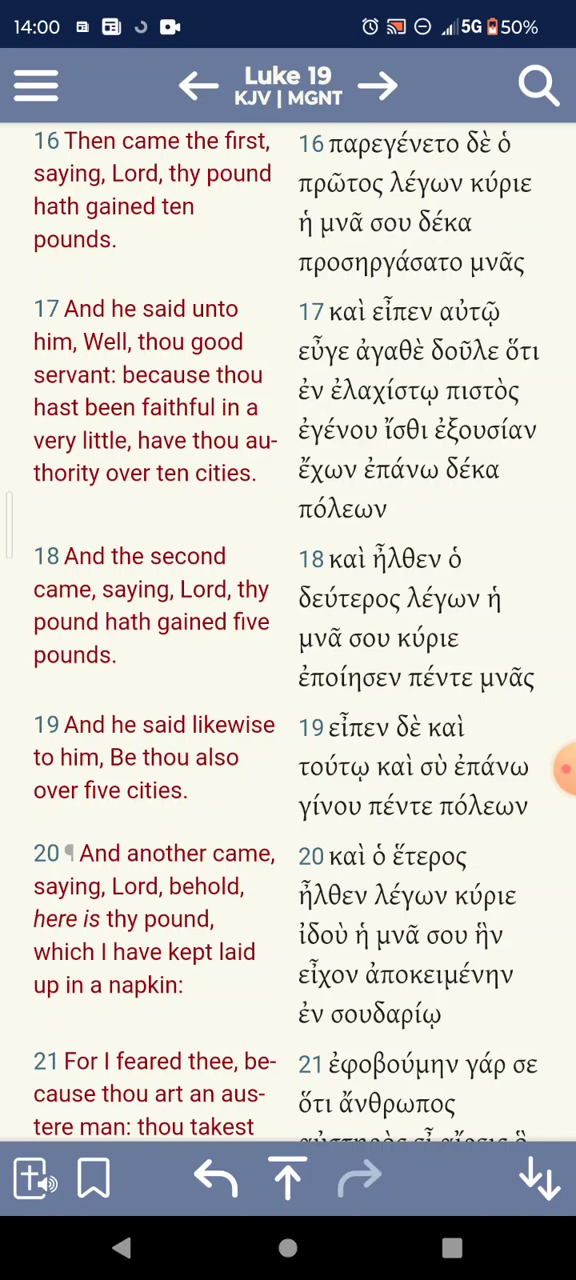 14:00
5G 50%
Luke 19
KJV | MGNT
16 Then came the first,
saying, Lord, thy pound
hath gained ten
pounds.
16 παρεγένετο δὲ ὁ
πρῶτος λέγων κύριε
ἡ μνᾶ σου δέκα
προσηργάσατο μνᾶς
17 And he said unto
him, Well, thou good
servant: because thou
hast been faithful in a
very little, have thou au-
thority over ten cities.
17 καὶ εἶπεν αὐτῷ
εὖγε ἀγαθὲ δοῦλε ὅτι
ἐν ἐλαχίστῳ πιστὸς
ἐγένου ἴσθι ἐξουσίαν
ἔχων ἐπάνω δέκα
πόλεων
18 And the second
came, saying, Lord, thy
pound hath gained five
pounds.
18 καὶ ἦλθεν ὁ
δεύτερος λέγων ἡ
μνᾶ σου κύριε
ἐποίησεν πέντε μνᾶς
19 And he said likewise
to him, Be thou also
over five cities.
19 εἶπεν δὲ καὶ
τούτῳ καὶ σὺ ἐπάνω
γίνου πέντε πόλεων
20 ¶ And another came,
saying, Lord, behold,
here is thy pound,
which I have kept laid
up in a napkin:
20 καὶ ὁ ἕτερος
ἦλθεν λέγων κύριε
ἰδοὺ ἡ μνᾶ σου ἣν
εἶχον ἀποκειμένην
ἐν σουδαρίῳ
21 For I feared thee, be-
cause thou art an aus-
tere man: thou takest
21 ἐφοβούμην γάρ σε
ὅτι ἄνθρωπος
αὐστηρὸς εἶ αἴρεις ὃ